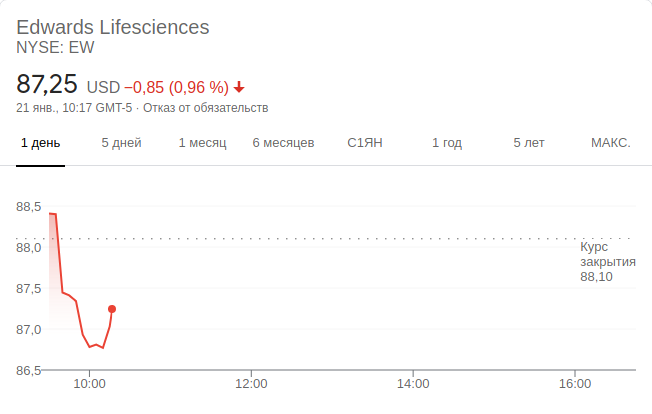 Edwards Lifesciences
NYSE: EW
87,25 USD −0,85 (0,96 %)
21 янв., 10:17 GMT-5 · Отказ от обязательств
1 день 5 дней 1 месяц 6 месяцев С1ЯН 1 год 5 лет МАКС.
88,5
88,0
Курс
закрытия
88,10
87,5
87,0
86,5
10:00 12:00 14:00 16:00